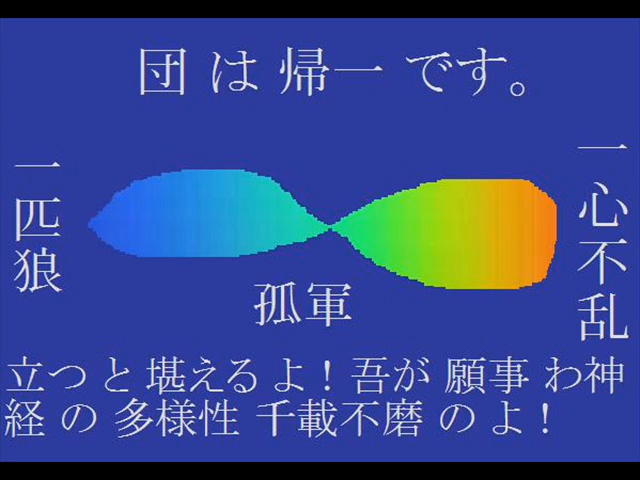 団 は 帰一 です。
一匹狼
一心不乱
孤軍
立つ と 堪える よ！吾が 願事 わ神
経 の 多様性 千載不磨 の よ！